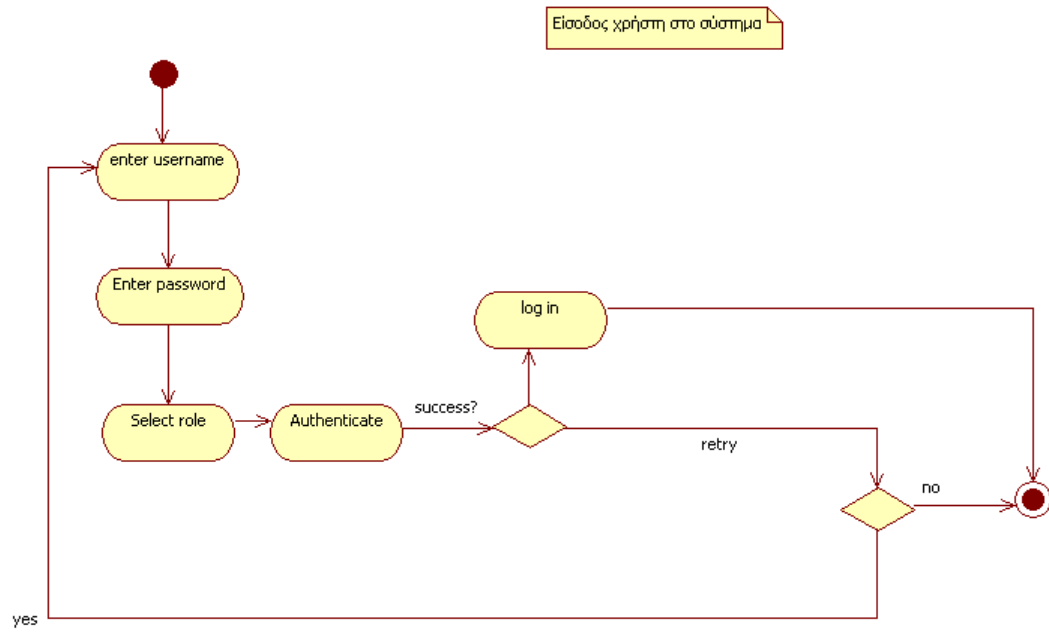 Είσοδος χρήστη στο σύστημα
enter username
Enter password
log in
Select role
Authenticate
success?
retry
no
yes